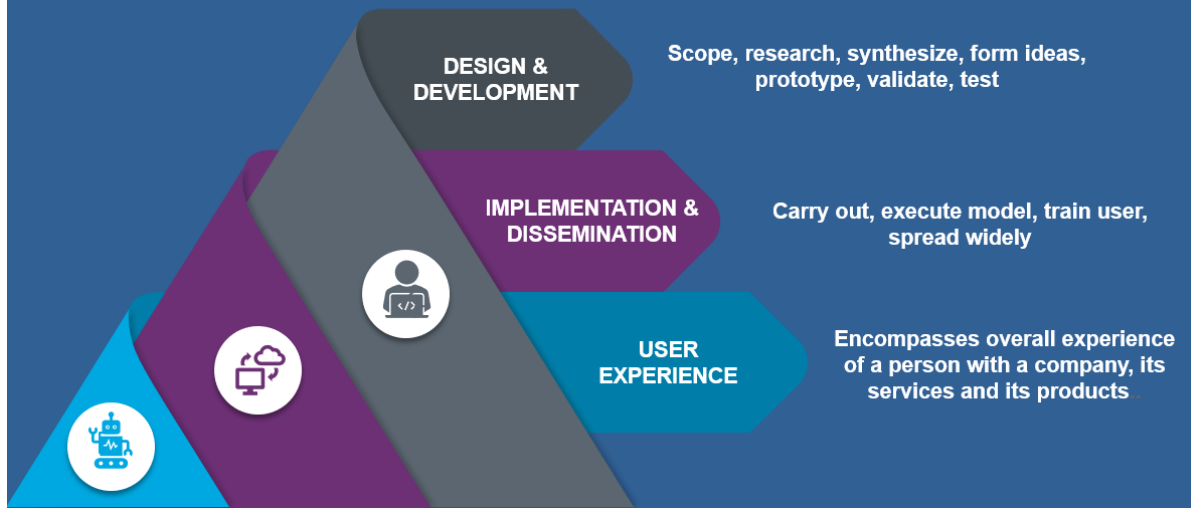 DESIGN &
DEVELOPMENT
Scope, research, synthesize, form ideas,
prototype, validate, test
IMPLEMENTATION &
DISSEMINATION
Carry out, execute model, train user,
spread widely
</>
USER
EXPERIENCE
Encompasses overall experience
of a person with a company, its
services and its products..